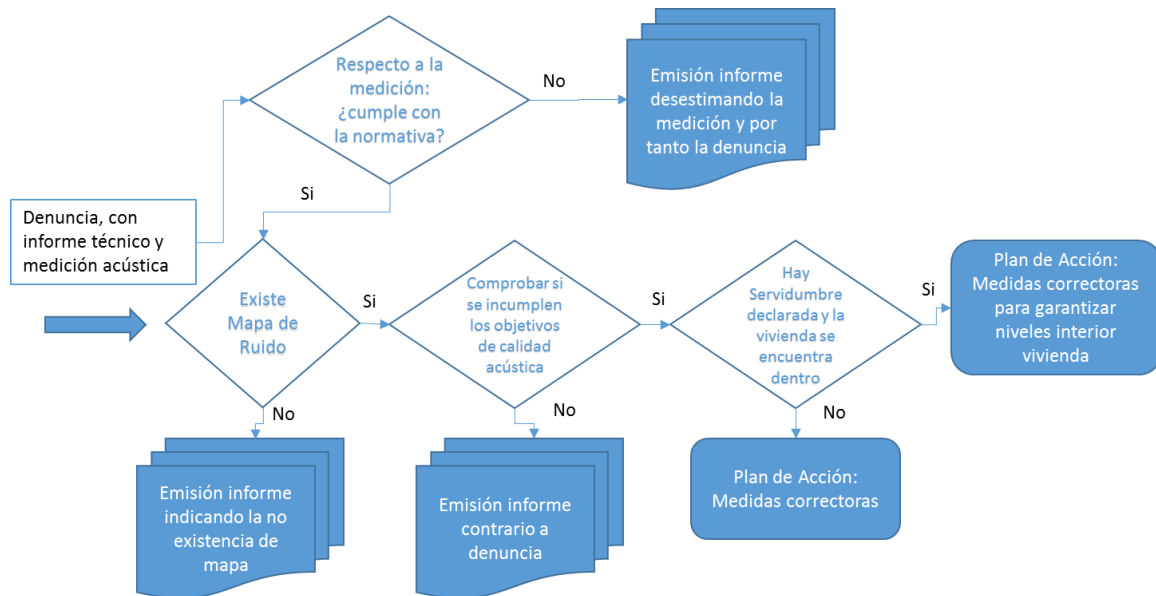 Respecto a la
medición:
¿cumple con
la normativa?
No
Emisión informe
desestimando la
medición y por
tanto la denuncia
Si
Denuncia, con
informe técnico y
medición acústica
Existe
Mapa de
Ruido
Si
Comprobar si
se incumplen
los objetivos
de calidad
acústica
Si
Hay
Servidumbre
declarada y la
vivienda se
encuentra
dentro
Si
Plan de Acción:
Medidas correctoras
para garantizar
niveles interior
vivienda
No
Emisión informe
indicando la no
existencia de
mapa
No
Emisión informe
contrario a
denuncia
No
Plan de Acción:
Medidas correctoras